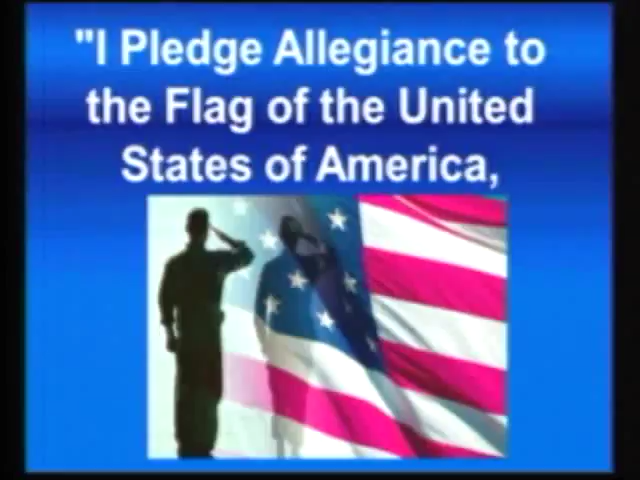 "I Pledge Allegiance to
the Flag of the United
States of America,